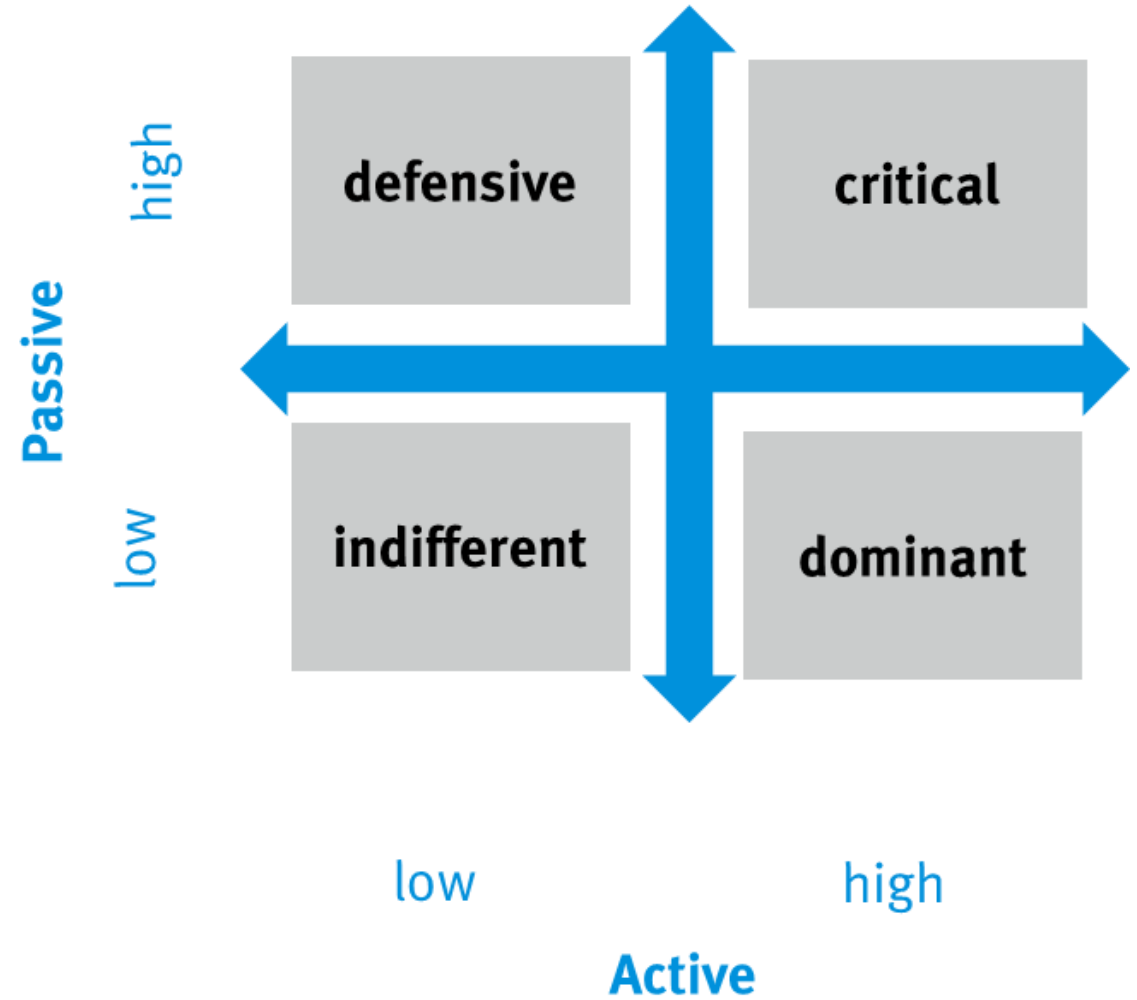 high
defensive
critical
Passive
low
indifferent
dominant
low
high
Active